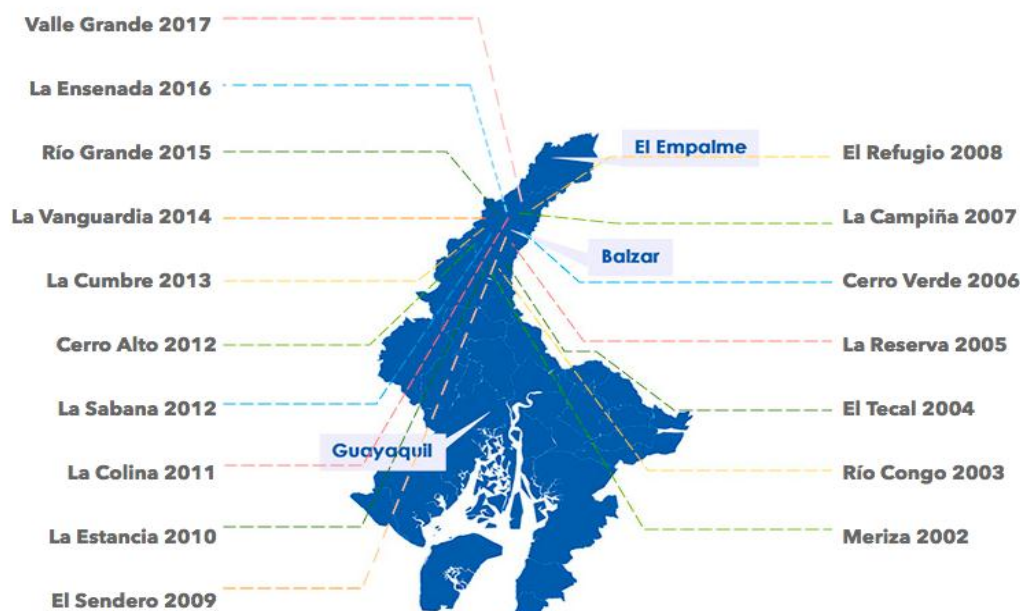 Valle Grande 2017
La Ensenada 2016
Río Grande 2015
La Vanguardia 2014
La Cumbre 2013
Cerro Alto 2012
La Sabana 2012
La Colina 2011
La Estancia 2010
El Sendero 2009
El Empalme
Balzar
Guayaquil
El Refugio 2008
La Campiña 2007
Cerro Verde 2006
La Reserva 2005
El Tecal 2004
Río Congo 2003
Meriza 2002